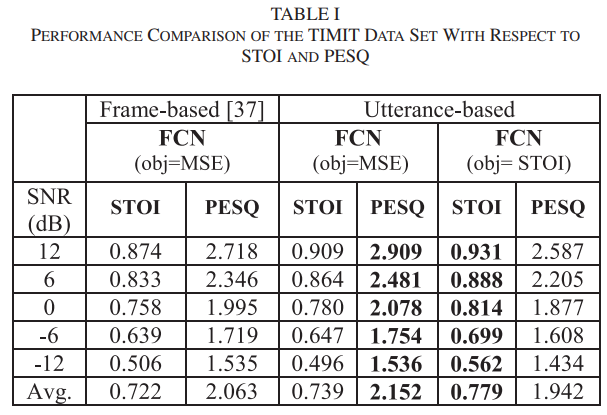 TABLE I
PERFORMANCE COMPARISON OF THE TIMIT DATA SET WITH RESPECT TO
STOI AND PESQ
Frame-based [37] Utterance-based
FCN FCN FCN
(obj=MSE) (obj=MSE) (obj= STOI)
SNR
(dB) STOI PESQ STOI PESQ STOI PESQ
12 0.874 2.718 0.909 2.909 0.931 2.587
6 0.833 2.346 0.864 2.481 0.888 2.205
0 0.758 1.995 0.780 2.078 0.814 1.877
-6 0.639 1.719 0.647 1.754 0.699 1.608
-12 0.506 1.535 0.496 1.536 0.562 1.434
Avg. 0.722 2.063 0.739 2.152 0.779 1.942